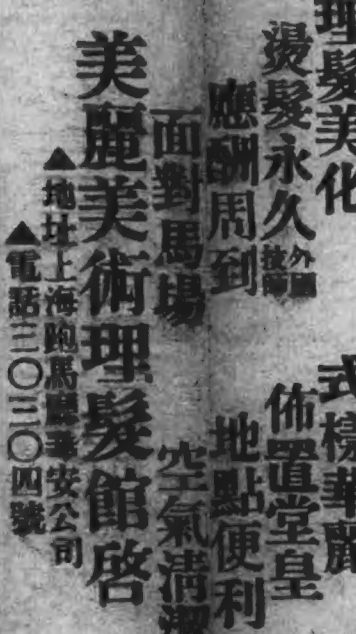 理髮美化 式樣華麗
燙髮永久 外國技師 佈置堂皇
應酬周到 地點便利
面對馬場 空氣清潔
美麗美術理髮館啓
▲地址上海跑馬廳華安公司
▲電話三〇三〇四號